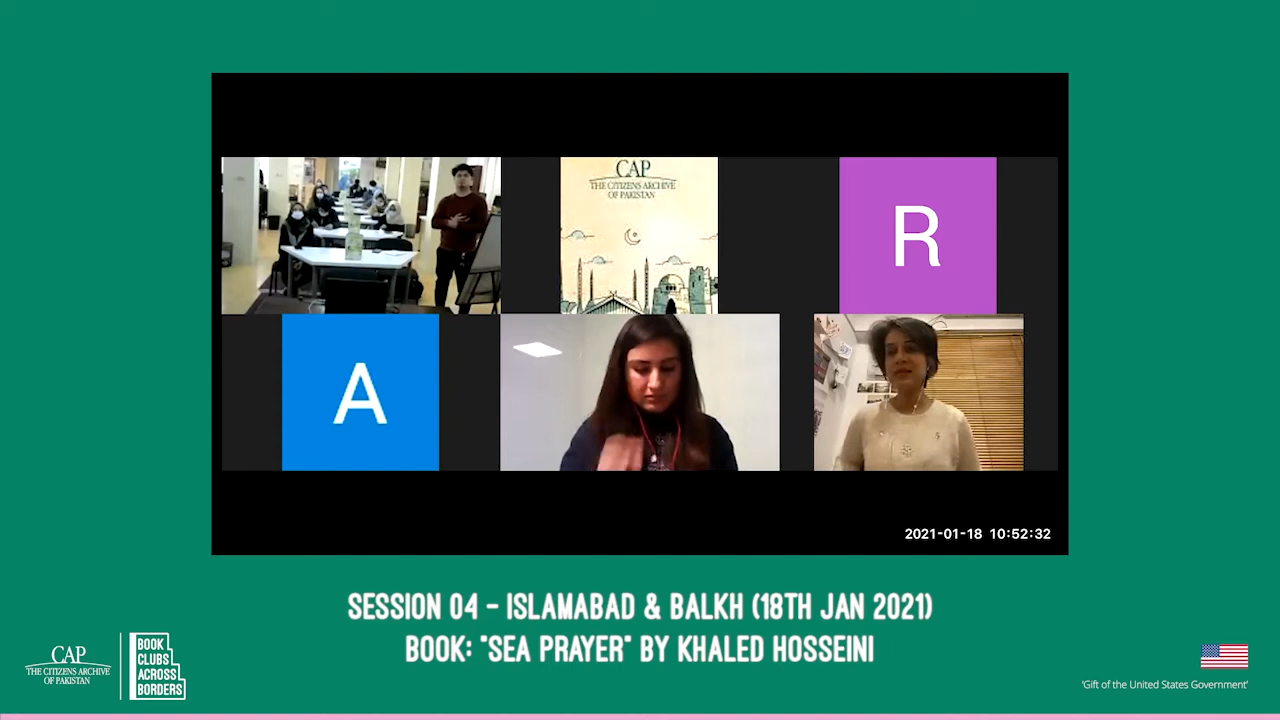 CAP
THE CITIZENS ARCHIVE
OF PAKISTAN
R
A
2021-01-18 10:52:32
SESSION 04 - ISLAMABAD & BALKH (18TH JAN 2021)
BOOK: "SEA PRAYER" BY KHALED HOSSEINI
CAP
THE CITIZENS ARCHIVE
OF PAKISTAN
BOOK
CLUBS
ACROSS
BORDERS
'Gift of the United States Government'